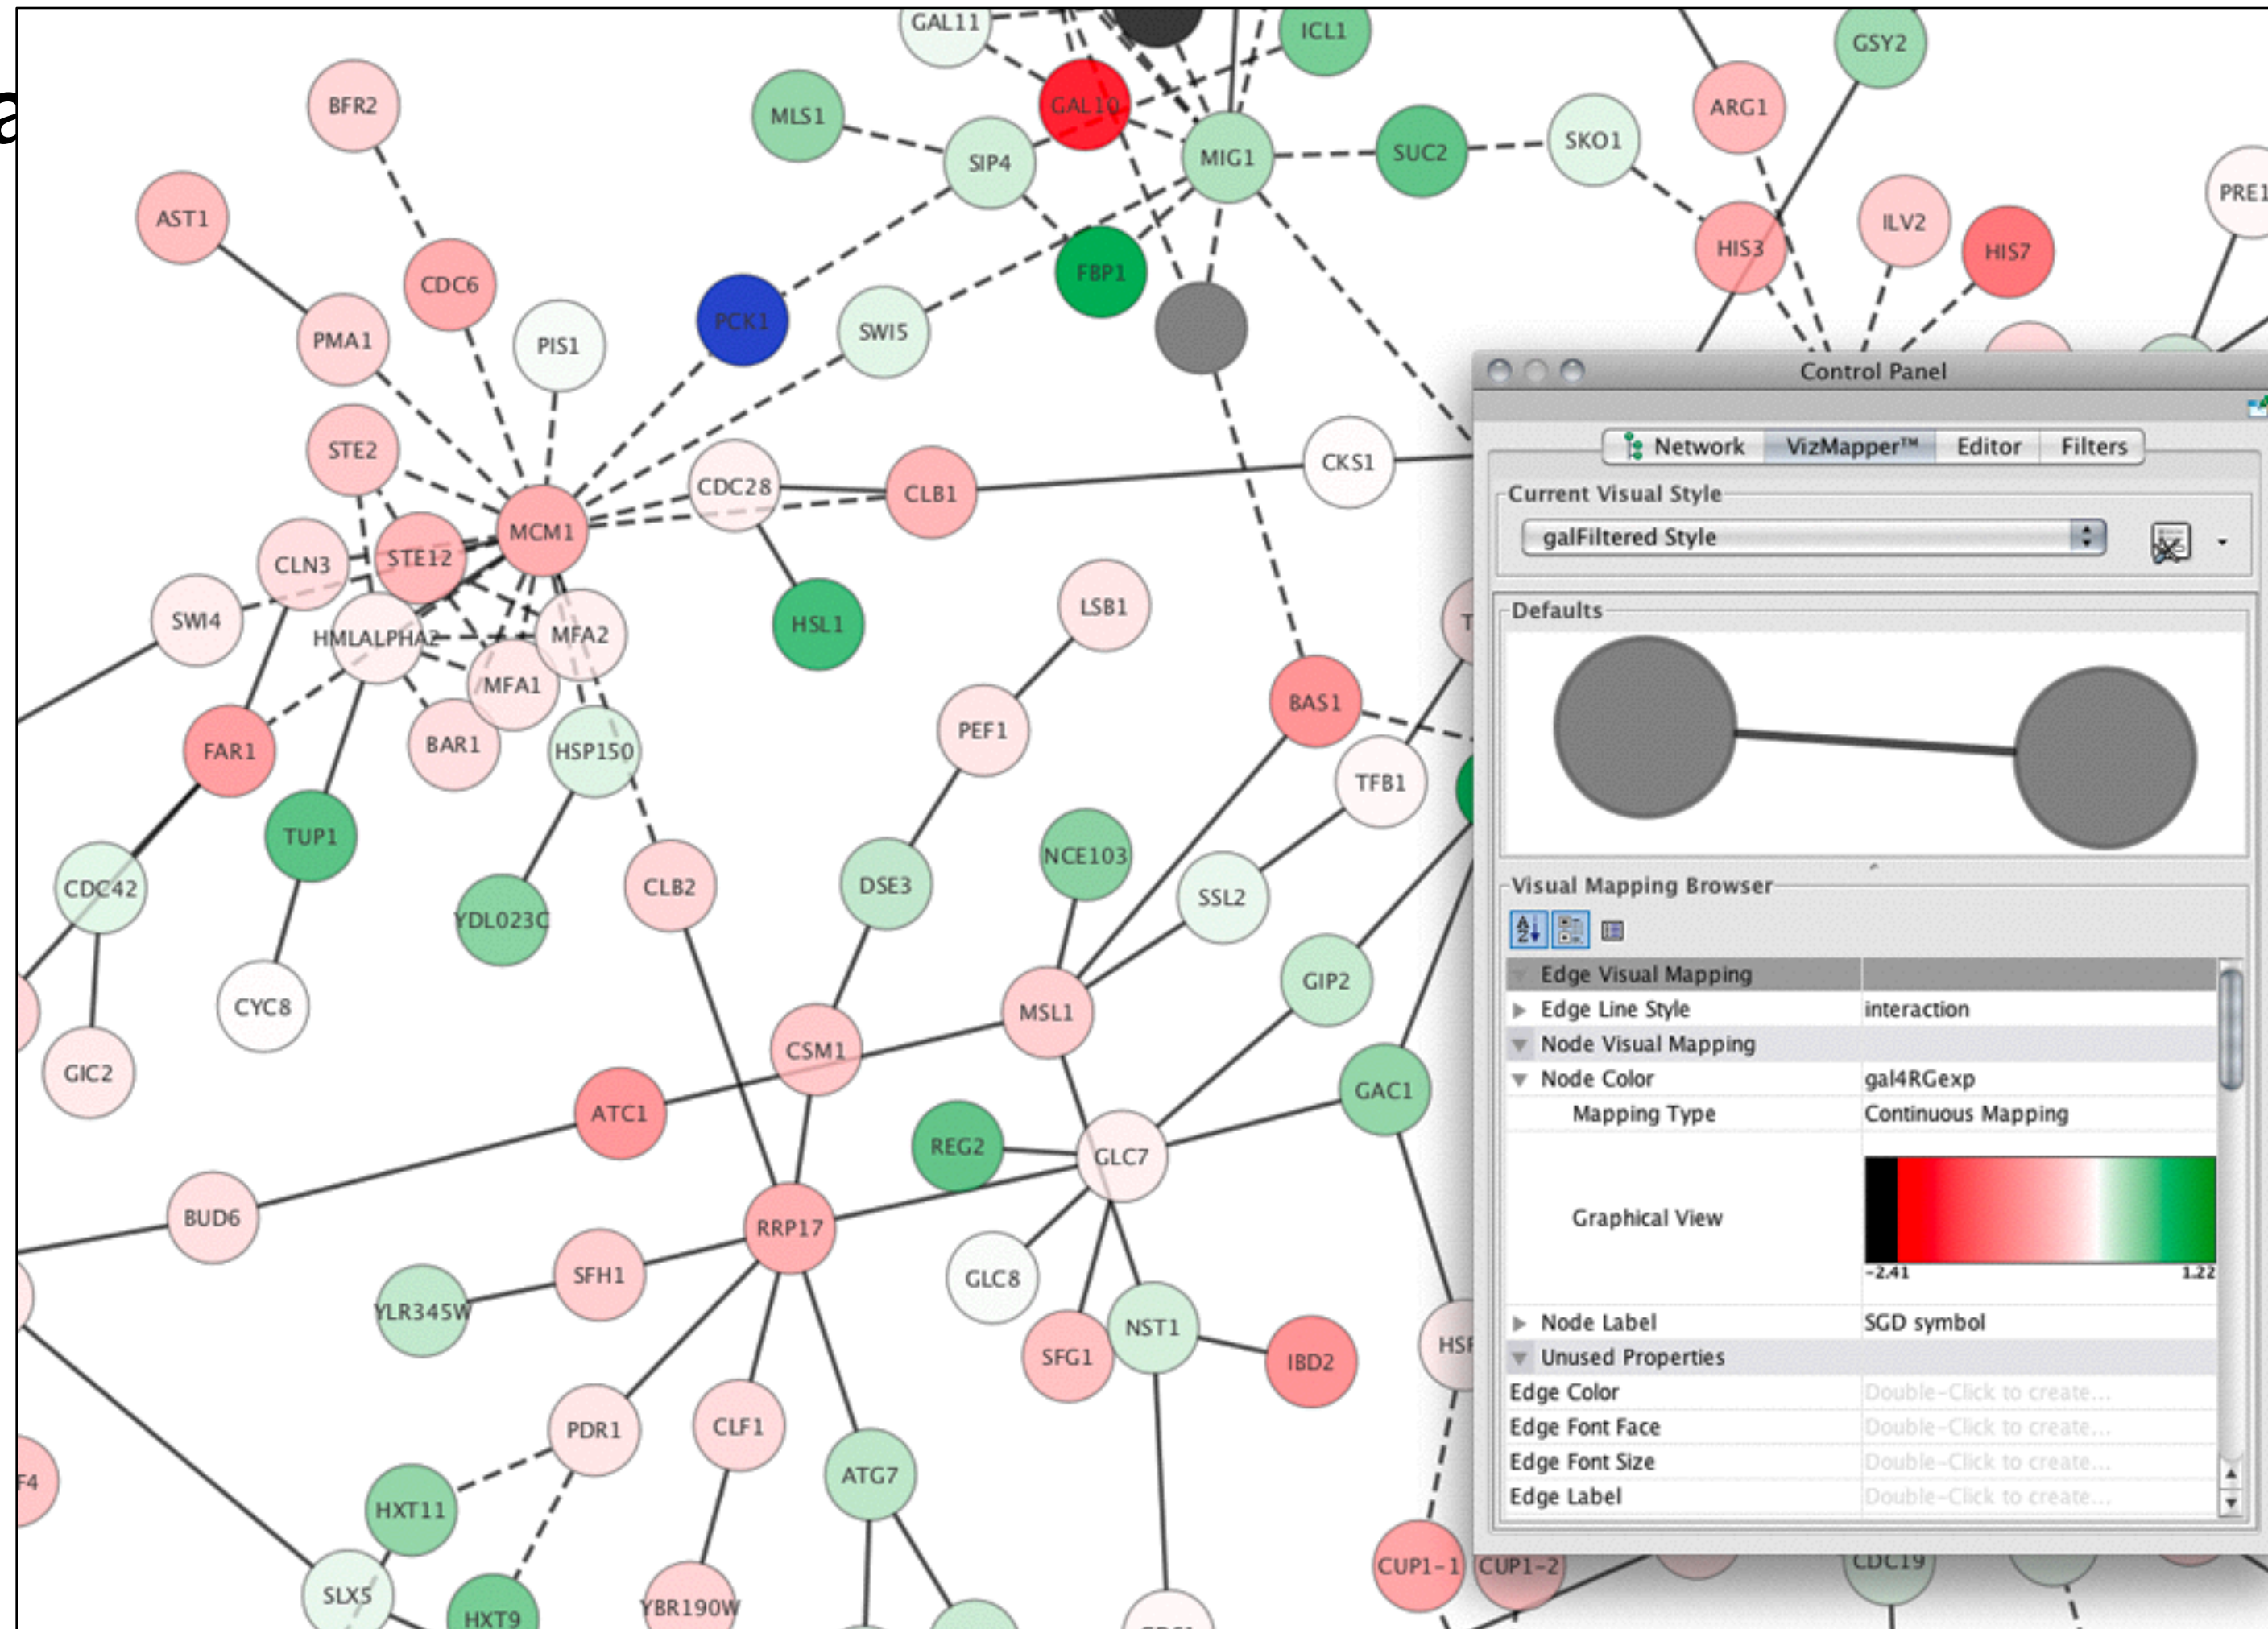 a
GAL11
ICL1
GSY2
BFR2
GAL10
ARG1
MLS1
SKO1
SUC2
MIG1
SIP4
PRE1
AST1
ILV2
HIS3
HIS7
FBP1
CDC6
PCK1
SWI5
PMA1
PIS1
STE2
CKS1
CDC28
CLB1
MCM1
STE12
CLN3
LSB1
SWI4
HSL1
HMLALPHA2
MFA2
MFA1
BAS1
PEF1
FAR1
BAR1
HSP150
TFB1
TUP1
NCE103
CDC42
CLB2
DSE3
SSL2
YDL023C
GIP2
CYC8
MSL1
CSM1
GIC2
GAC1
ATC1
REG2
GLC7
BUD6
RRP17
SFH1
GLC8
YLR345W
NST1
SFG1
IBD2
HSF
PDR1
CLF1
ATG7
F4
HXT11
SLX5
HXT9
YBR190W
CUP1-1
CUP1-2
CDC19
Control Panel
Network VizMapper™ Editor Filters
Current Visual Style
galFiltered Style
Defaults
Visual Mapping Browser
Edge Visual Mapping
Edge Line Style interaction
Node Visual Mapping
Node Color gal4RGexp
Mapping Type Continuous Mapping
Graphical View
-2.41 1.22
Node Label SGD symbol
Unused Properties
Edge Color Double-Click to create...
Edge Font Face Double-Click to create...
Edge Font Size Double-Click to create...
Edge Label Double-Click to create...